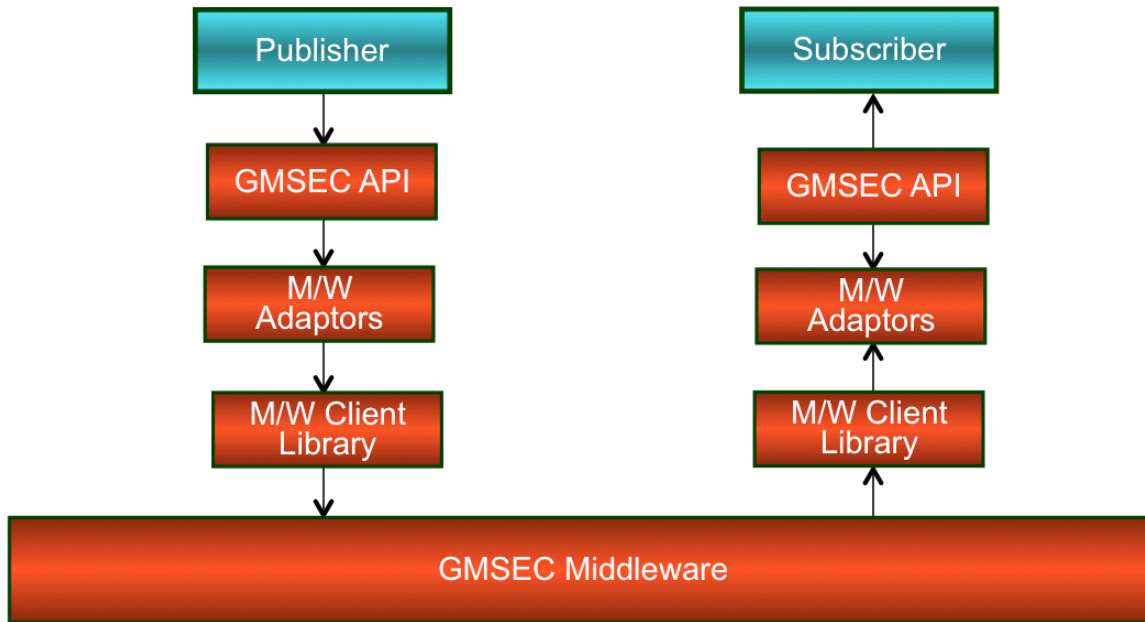 Publisher
Subscriber
GMSEC API
GMSEC API
M/W
Adaptors
M/W
Adaptors
M/W Client
Library
M/W Client
Library
GMSEC Middleware